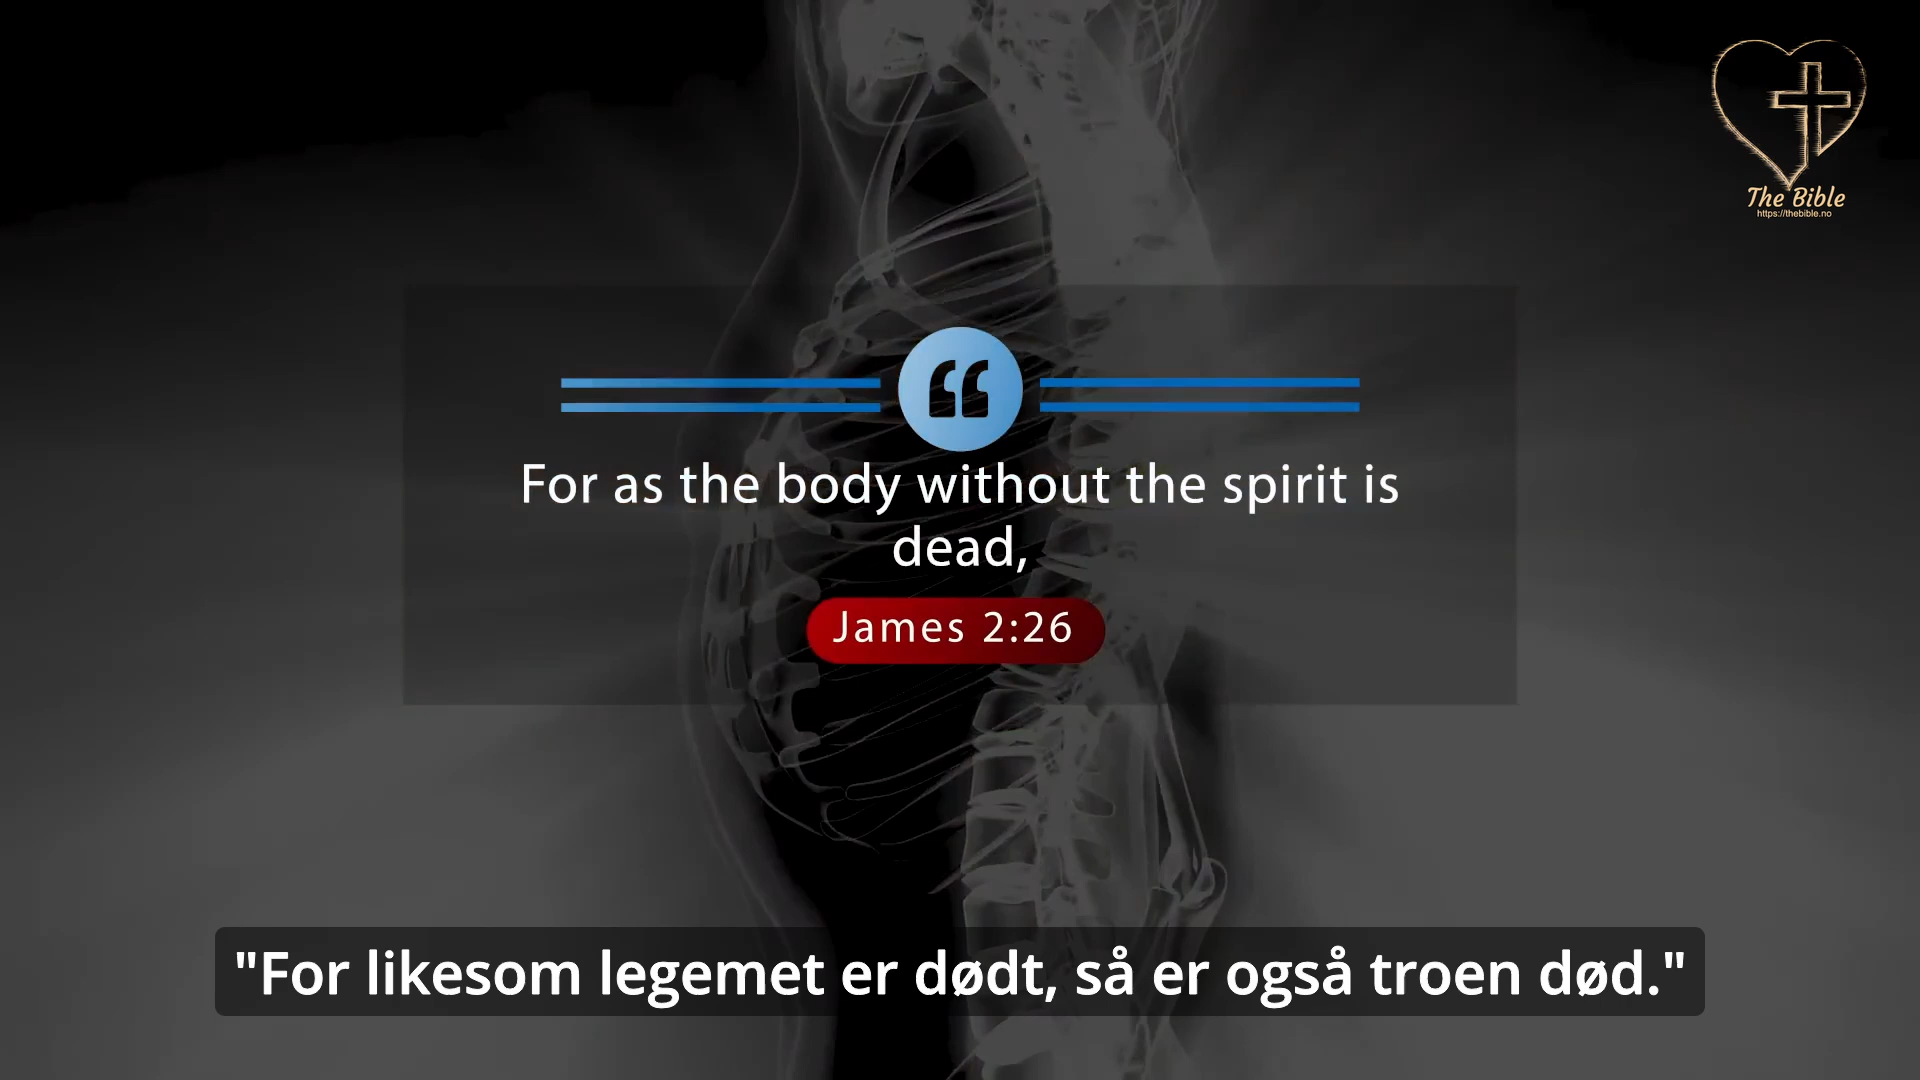 The Bible
https://thebible.no
“
For as the body without the spirit is
dead,
James 2:26
"For likesom legemet er dødt, så er også troen død."